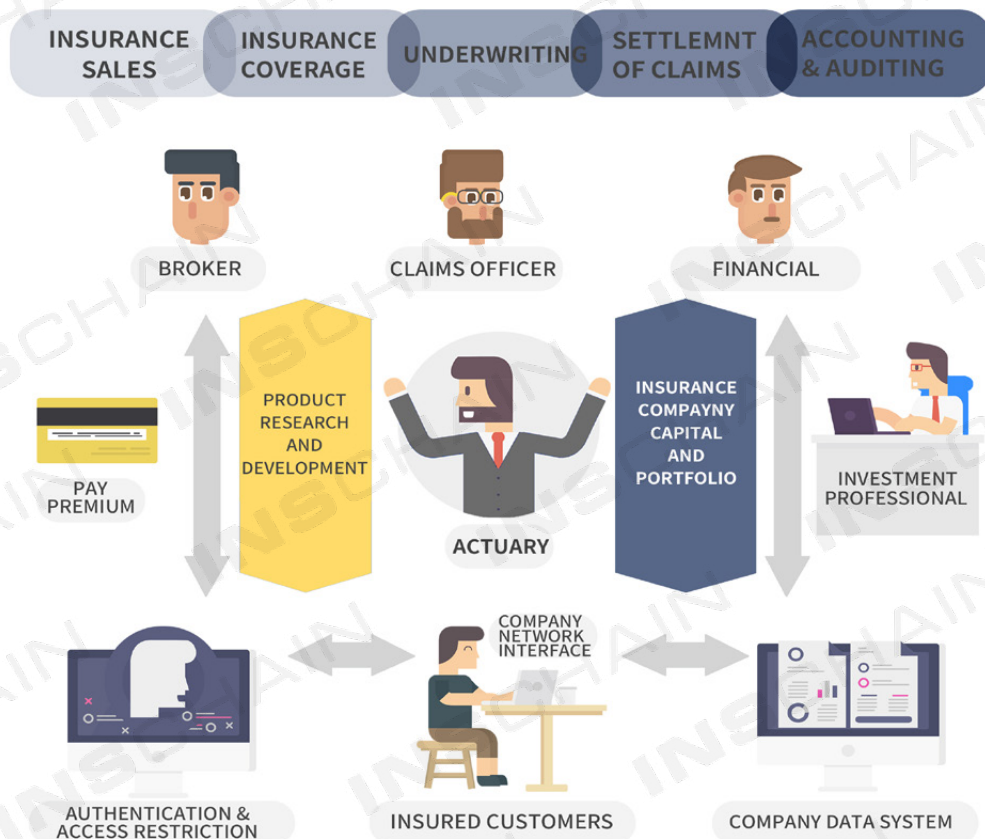 INSURANCE
SALES
INSURANCE
COVERAGE
UNDERWRITING
SETTLEMNT
OF CLAIMS
ACCOUNTING
& AUDITING
BROKER
CLAIMS OFFICER
FINANCIAL
PRODUCT
RESEARCH
AND
DEVELOPMENT
INSURANCE
COMPAYNY
CAPITAL
AND
PORTFOLIO
PAY
PREMIUM
ACTUARY
INVESTMENT
PROFESSIONAL
COMPANY
NETWORK
INTERFACE
AUTHENTICATION &
ACCESS RESTRICTION
INSURED CUSTOMERS
COMPANY DATA SYSTEM
INSCHAIN